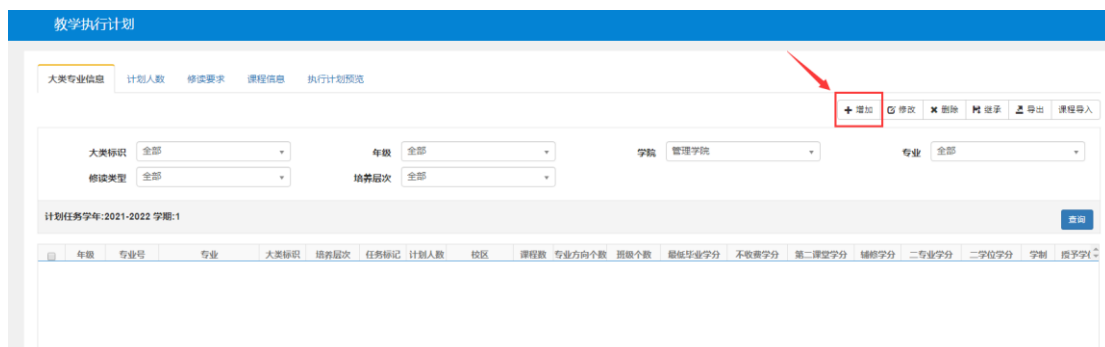 教学执行计划
大类专业信息 计划人数 修读要求 课程信息 执行计划预览
增加 修改 删除 继承 导出 课程导入
大类标识 全部 年级 全部 学院 管理学院 专业 全部
修读类型 全部 培养层次 全部
计划任务学年:2021-2022 学期:1 查询
年级 专业号 专业 大类标识 培养层次 任务标记 计划人数 校区 课程数 专业方向个数 班级个数 最低毕业学分 不收费学分 第二课堂学分 辅修学分 二专业学分 二学位学分 学制 授予学